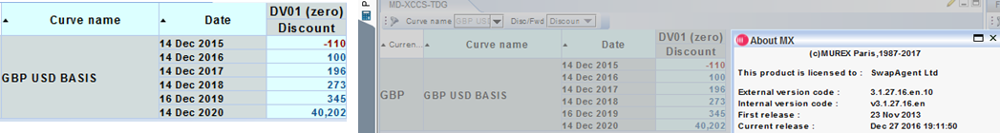 Curve name Date DV01 (zero)
Discount
GBP USD BASIS
14 Dec 2015 -110
14 Dec 2016 100
14 Dec 2017 196
14 Dec 2018 273
16 Dec 2019 345
14 Dec 2020 40,202
P
MD-XCCS-TDG
Curve name GBP US Disc/Fwd Discount
Curren... Curve name Date DV01 (zero)
Discount
GBP GBP USD BASIS
14 Dec 2015 -110
14 Dec 2016 100
14 Dec 2017 196
14 Dec 2018 273
16 Dec 2019 345
14 Dec 2020 40,202
About MX
(c)MUREX Paris,1987-2017
This product is licensed to : SwapAgent Ltd
External version code : 3.1.27.16.en.10
Internal version code : v3.1.27.16.en
First release : 23 Nov 2013
Current release : Dec 27 2016 19:11:50